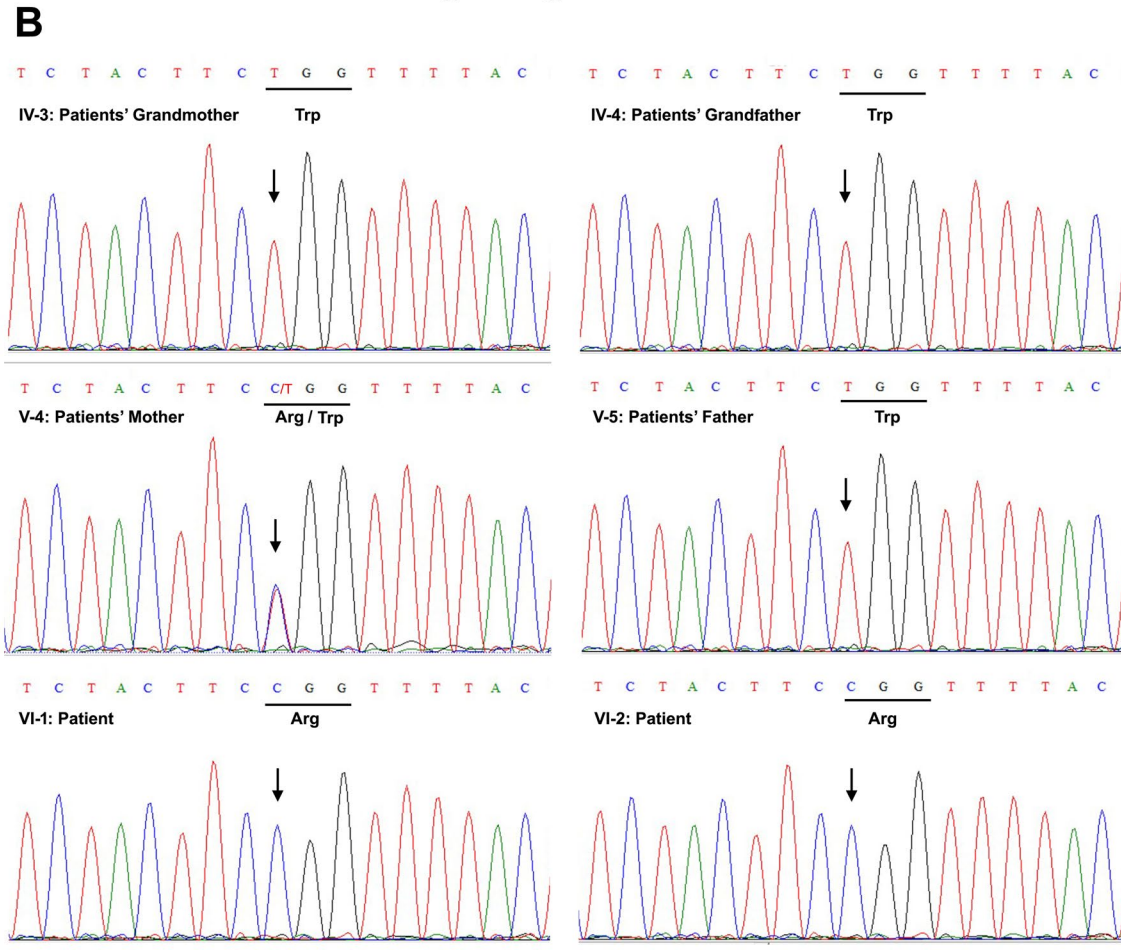 B
T C T A C T T C T G G T T T T A C
IV-3: Patients' Grandmother Trp
T C T A C T T C T G G T T T T A C
IV-4: Patients' Grandfather Trp
T C T A C T T C C/T G G T T T T A C
V-4: Patients' Mother Arg / Trp
T C T A C T T C T G G T T T T A C
V-5: Patients' Father Trp
T C T A C T T C C G G T T T T A C
VI-1: Patient Arg
T C T A C T T C C G G T T T T A C
VI-2: Patient Arg